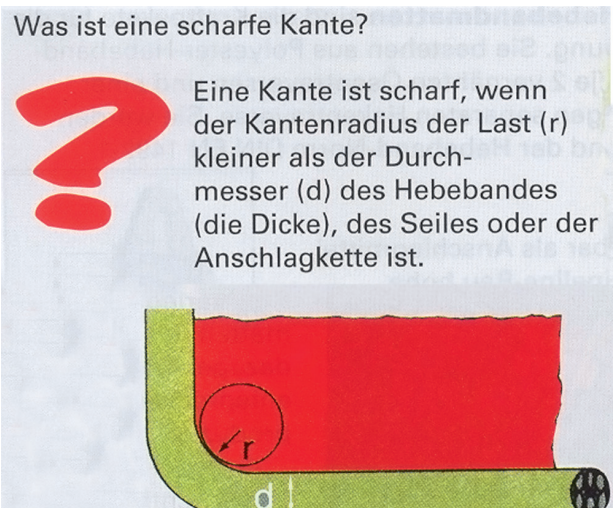 Was ist eine scharfe Kante?
?
Eine Kante ist scharf, wenn
der Kantenradius der Last (r)
kleiner als der Durch-
messer (d) des Hebebandes
(die Dicke), des Seiles oder der
Anschlagkette ist.
r
d